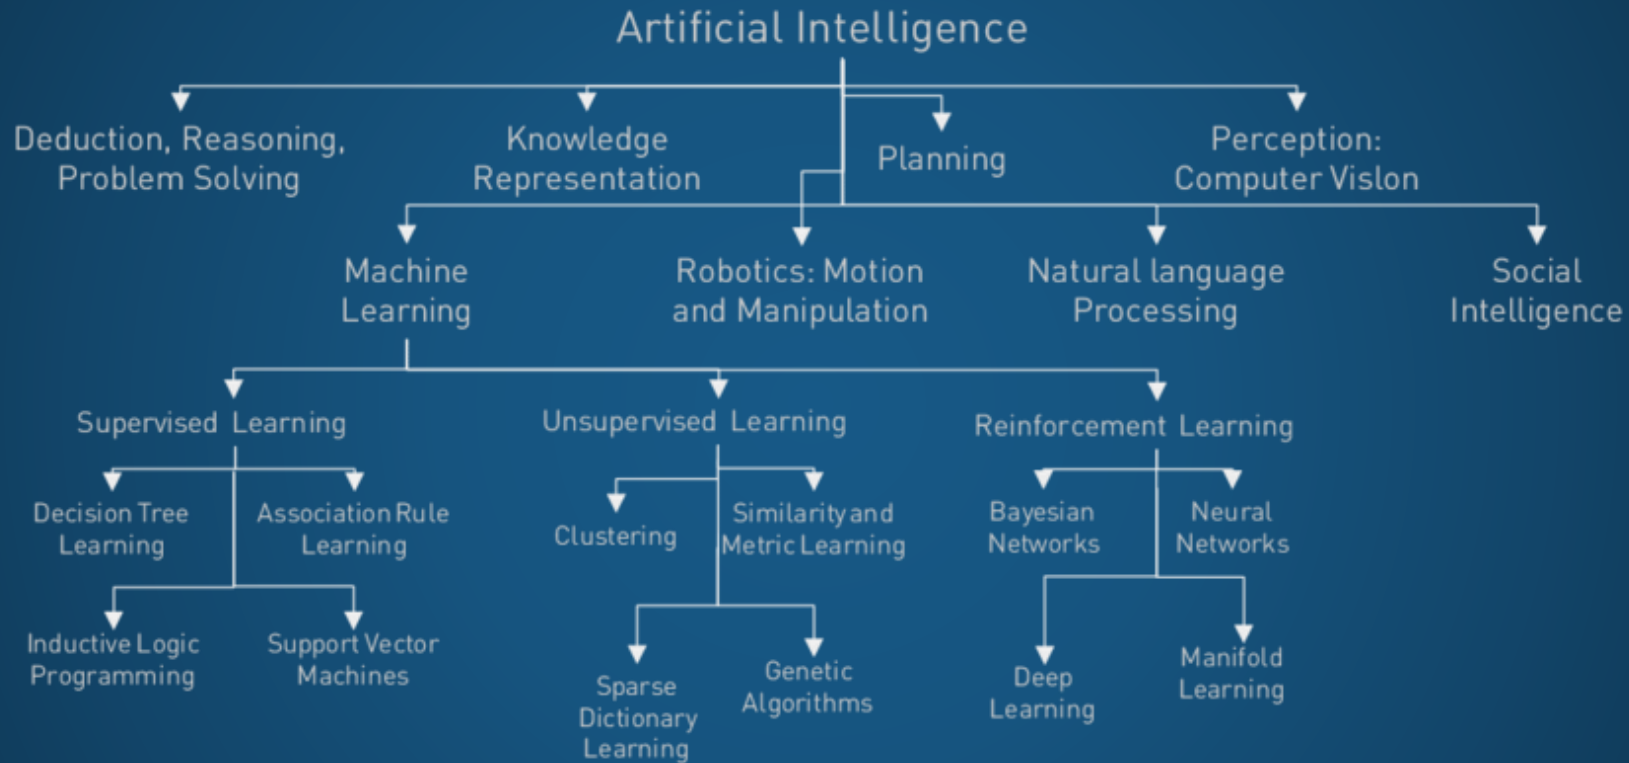 Artificial Intelligence
Deduction, Reasoning,
Problem Solving
Knowledge
Representation
Planning
Perception:
Computer Vislon
Machine
Learning
Robotics: Motion
and Manipulation
Natural language
Processing
Social
Intelligence
Supervised Learning
Unsupervised Learning
Reinforcement Learning
Decision Tree
Learning
Association Rule
Learning
Clustering
Similarity and
Metric Learning
Bayesian
Networks
Neural
Networks
Inductive Logic
Programming
Support Vector
Machines
Sparse
Dictionary
Learning
Genetic
Algorithms
Deep
Learning
Manifold
Learning